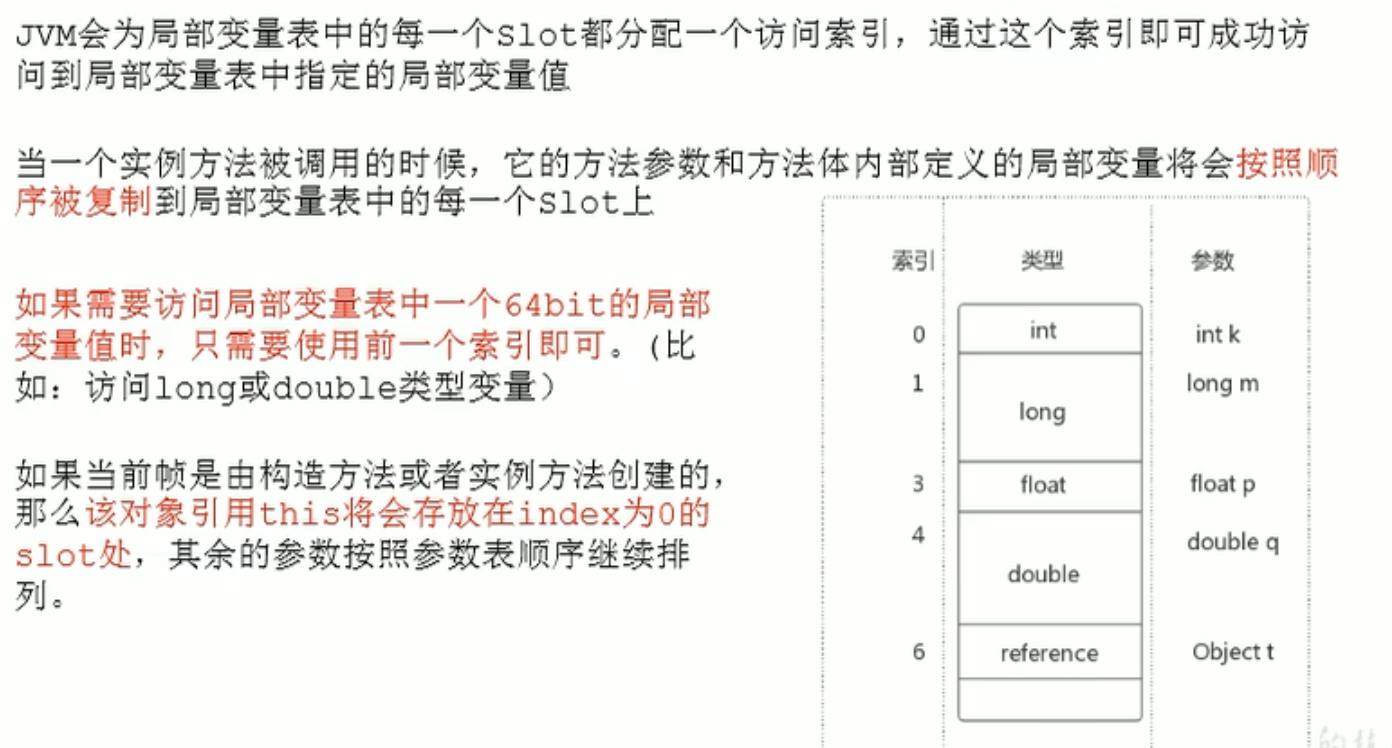 JVM会为局部变量表中的每一个Slot都分配一个访问索引，通过这个索引即可成功访
问到局部变量表中指定的局部变量值
当一个实例方法被调用的时候，它的方法参数和方法体内部定义的局部变量将会按照顺
序被复制到局部变量表中的每一个Slot上
如果需要访问局部变量表中一个64bit的局部
变量值时，只需要使用前一个索引即可。(比
如：访问long或double类型变量）
如果当前帧是由构造方法或者实例方法创建的，
那么该对象引用this将会存放在index为0的
slot处，其余的参数按照参数表顺序继续排
列。
索引 类型 参数
0 int int k
1 long long m
3 float float p
4 double double q
6 reference Object t